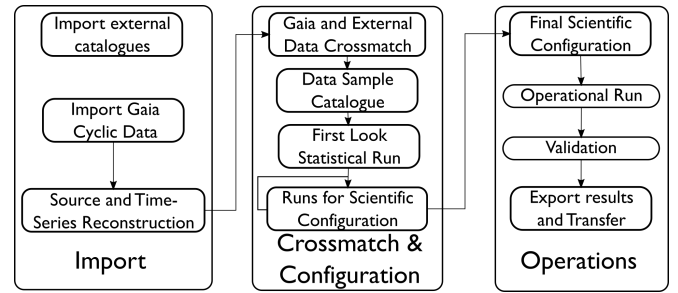 Import external
catalogues
Import Gaia
Cyclic Data
Source and Time-
Series Reconstruction
Import
Gaia and External
Data Crossmatch
Data Sample
Catalogue
First Look
Statistical Run
Runs for Scientific
Configuration
Crossmatch &
Configuration
Final Scientific
Configuration
Operational Run
Validation
Export results
and Transfer
Operations